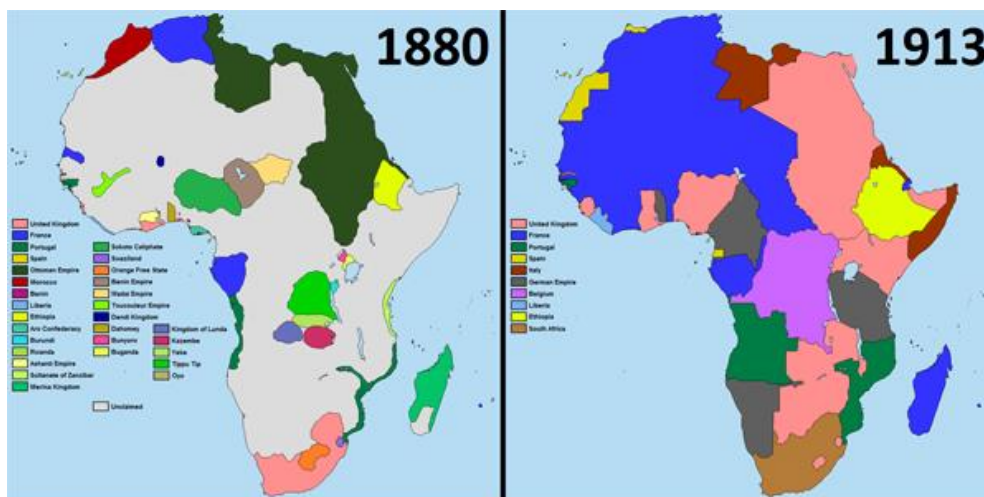 1880
United Kingdom
France
Portugal
Spain
Ottoman Empire
Morocco
Benin
Liberia
Ethiopia
Aro Confederacy
Burundi
Rwanda
Ashanti Empire
Sultanate of Zanzibar
Merina Kingdom
Sokoto Caliphate
Swaziland
Orange Free State
Wadai Empire
Toucouleur Empire
Dendi Kingdom
Dahomey
Bunyoro
Buganda
Unclaimed
Kingdom of Lunda
Kazembe
Yeke
Tippu Tip
Oyo
1913
United Kingdom
France
Portugal
Spain
Italy
German Empire
Belgium
Liberia
Ethiopia
South Africa